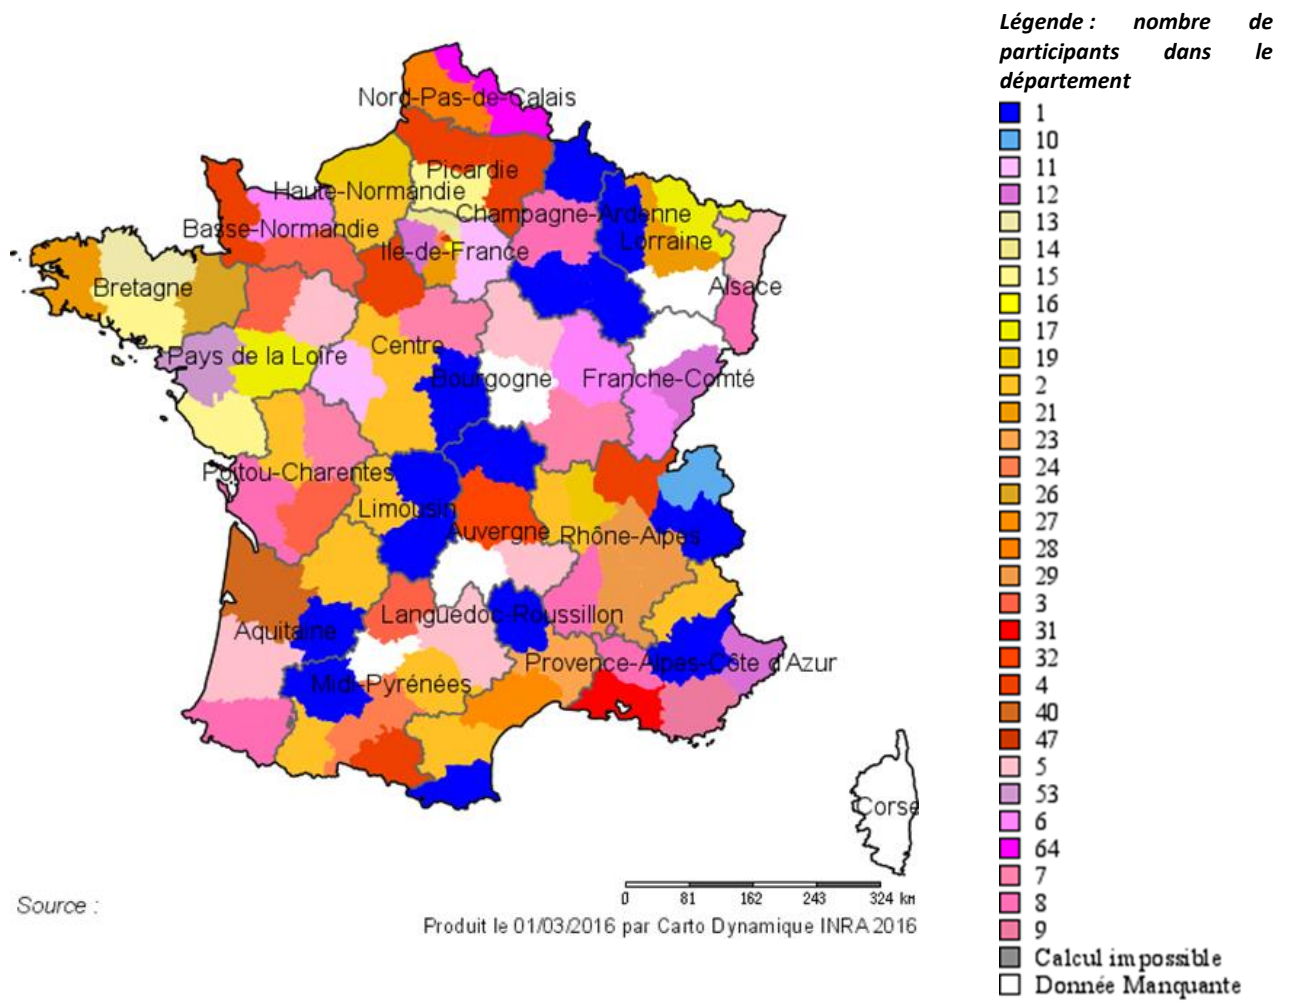 Légende : nombre de
participants dans le
département
1
10
11
12
13
14
15
16
17
19
2
21
23
24
26
27
28
29
3
31
32
4
40
47
5
53
6
64
7
8
9
Calcul impossible
Donnée Manquante
Nord-Pas-de-Calais
Picardie
Haute-Normandie
Champagne-Ardenne
Basse-Normandie
Lorraine
Ile-de-France
Bretagne
Alsace
Centre
Pays de la Loire
Bourgogne
Franche-Comté
Poitou-Charentes
Limousin
Auvergne
Rhône-Alpes
Languedoc-Roussillon
Aquitaine
Provence-Alpes-Côte d'Azur
Midi-Pyrénées
Corse
0 81 162 243 324 km
Source :
Produit le 01/03/2016 par Carto Dynamique INRA 2016